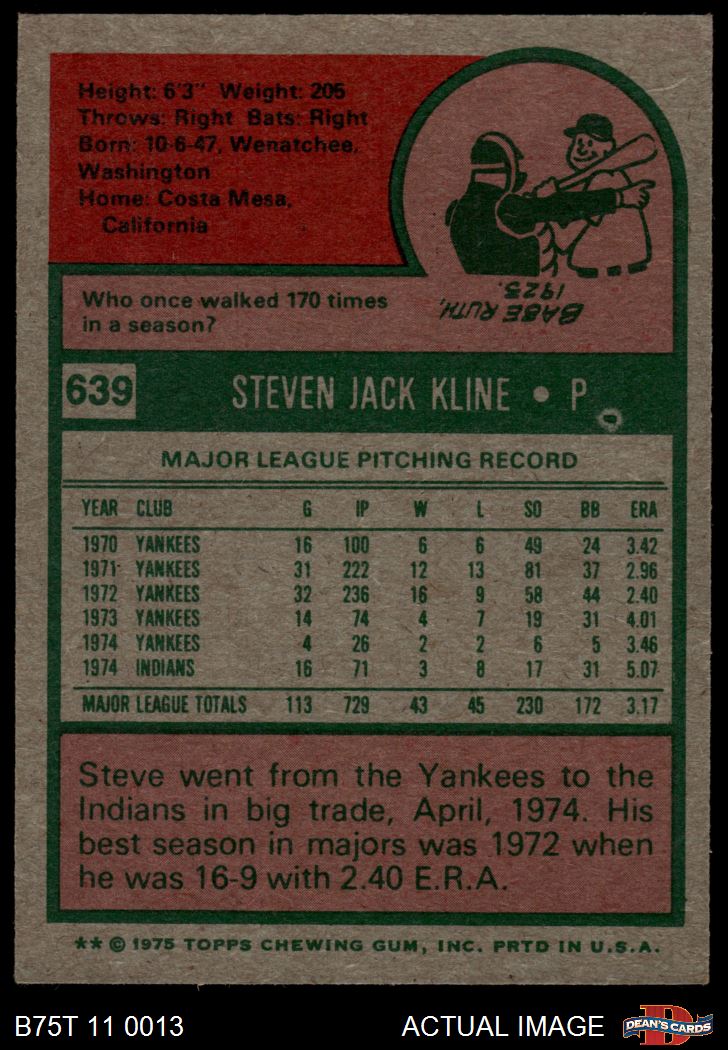 Height: 6'3" Weight: 205
Throws: Right Bats: Right
Born: 10-6-47, Wenatchee,
Washington
Home: Costa Mesa,
California
Who once walked 170 times
in a season?
BABE RUTH,
1923.
639 STEVEN JACK KLINE • P
MAJOR LEAGUE PITCHING RECORD
YEAR CLUB G IP W L SO BB ERA
1970 YANKEES 16 100 6 6 49 24 3.42
1971 YANKEES 31 222 12 13 81 37 2.96
1972 YANKEES 32 236 16 9 58 44 2.40
1973 YANKEES 14 74 4 7 19 31 4.01
1974 YANKEES 4 26 2 2 6 5 3.46
1974 INDIANS 16 71 3 8 17 31 5.07
MAJOR LEAGUE TOTALS 113 729 43 45 230 172 3.17
Steve went from the Yankees to the
Indians in big trade, April, 1974. His
best season in majors was 1972 when
he was 16-9 with 2.40 E.R.A.
** © 1975 TOPPS CHEWING GUM, INC. PRTD IN U.S.A.
B75T 11 0013 ACTUAL IMAGE
D
DEAN'S CARDS